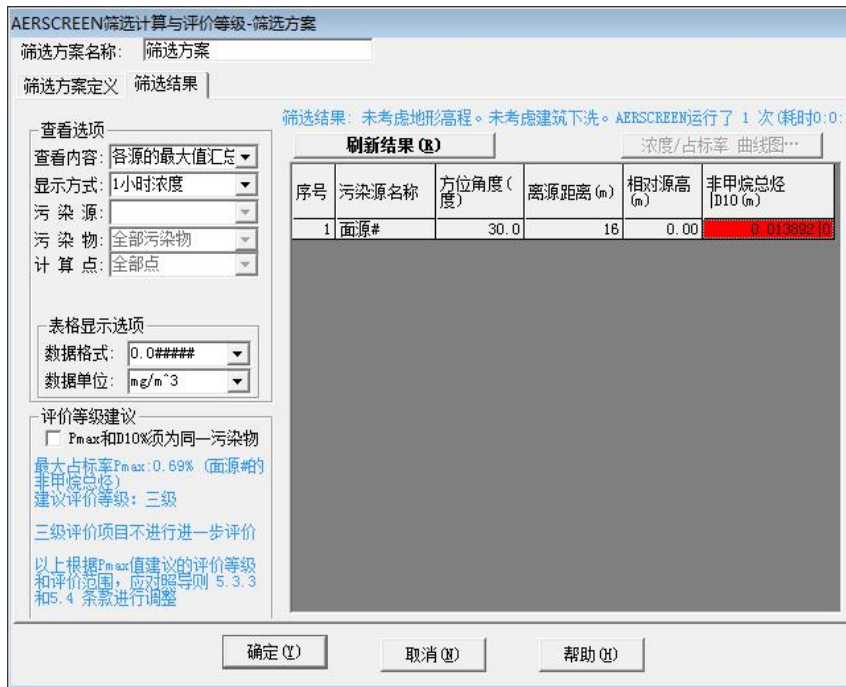 AERSCREEN筛选计算与评价等级-筛选方案
筛选方案名称: 筛选方案
筛选方案定义 筛选结果
筛选结果: 未考虑地形高程。未考虑建筑下洗。AERSCREEN运行了 1 次(耗时0:0:
查看选项
查看内容: 各源的最大值汇总
显示方式: 1小时浓度
污 染 源:
污 染 物: 全部污染物
计 算 点: 全部点
刷新结果(R)
浓度/占标率 曲线图…
序号 污染源名称 方位角度(度) 离源距离(m) 相对源高(m) 非甲烷总烃|D10(m)
1 面源# 30.0 16 0.00 0.013892|0
表格显示选项
数据格式: 0.0#####
数据单位: mg/m^3
评价等级建议
Pmax和D10%须为同一污染物
最大占标率Pmax:0.69% (面源#的
非甲烷总烃)
建议评价等级: 三级
三级评价项目不进行进一步评价
以上根据Pmax值建议的评价等级
和评价范围,应对照导则 5.3.3
和5.4 条款进行调整
确定(Y)
取消(N)
帮助(H)